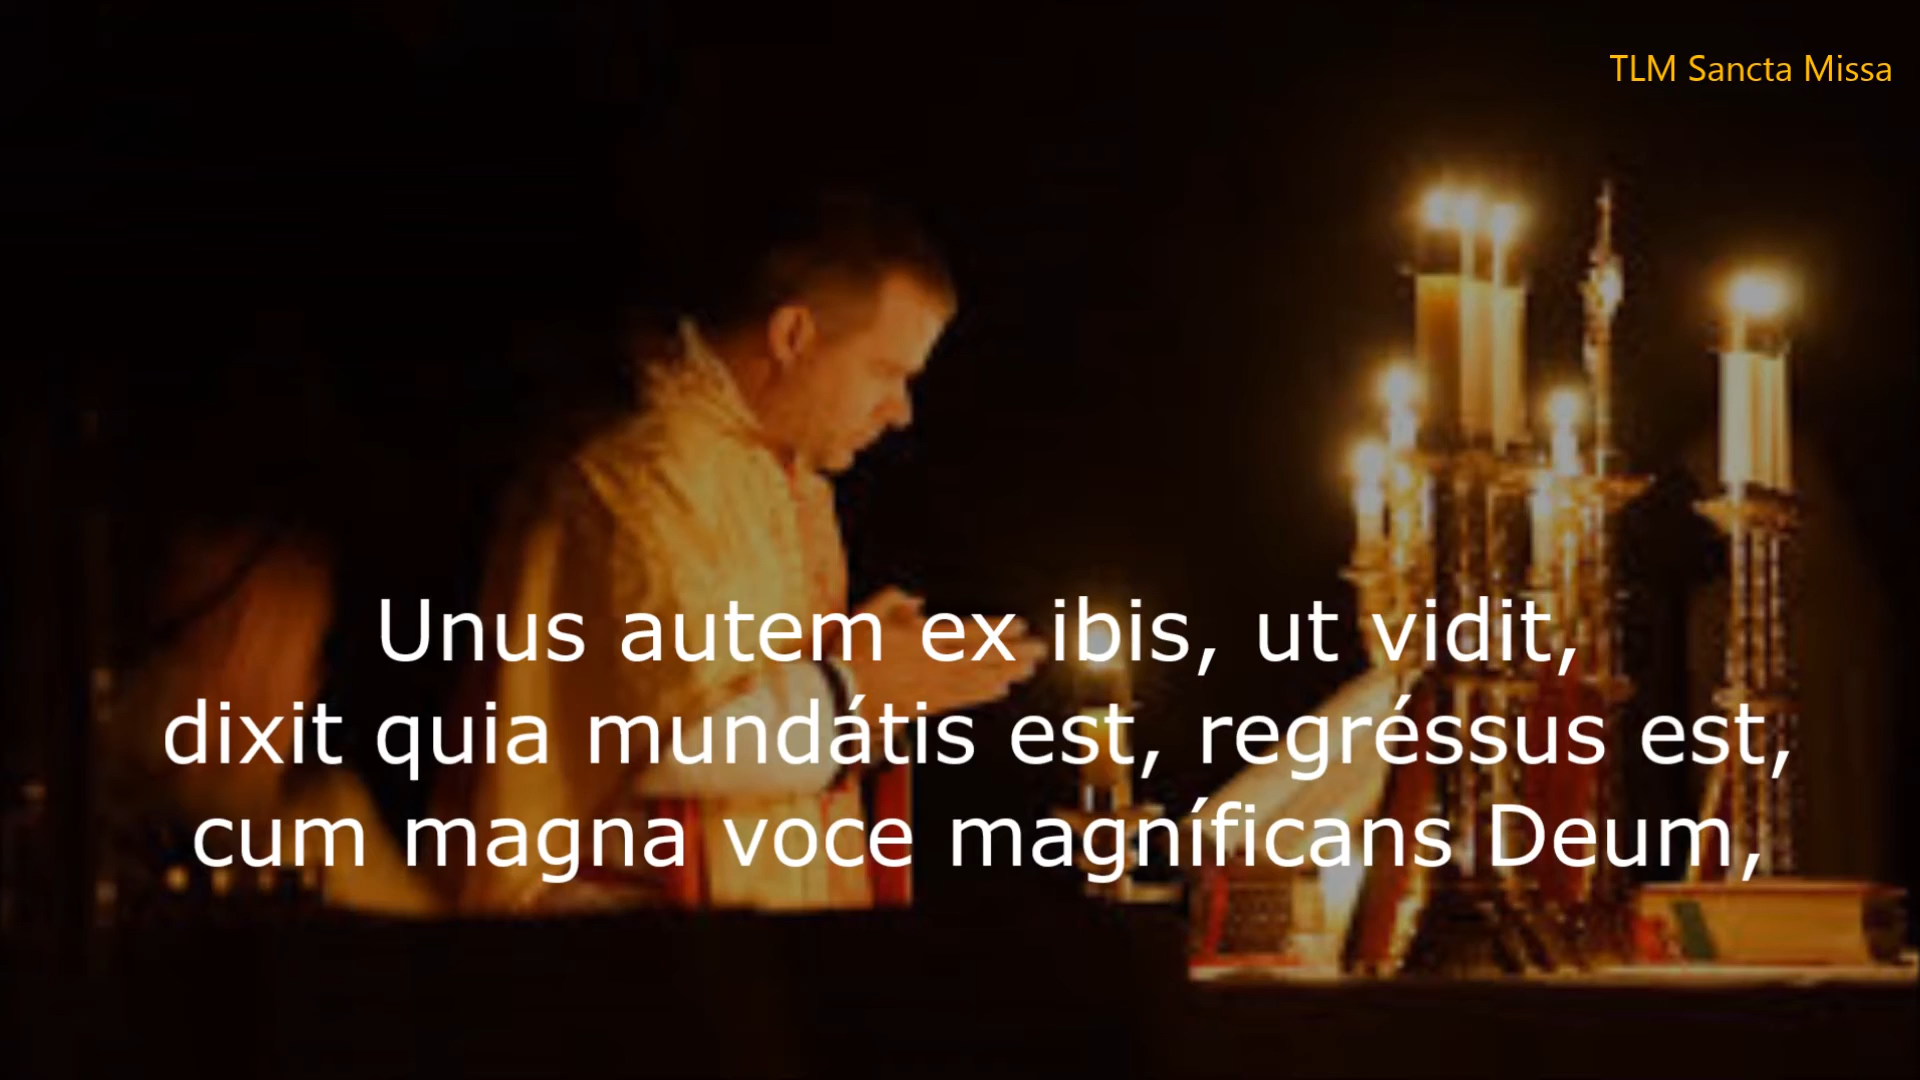 TLM Sancta Missa
Unus autem ex ibis, ut vidit,
dixit quia mundátis est, regréssus est,
cum magna voce magníficans Deum,